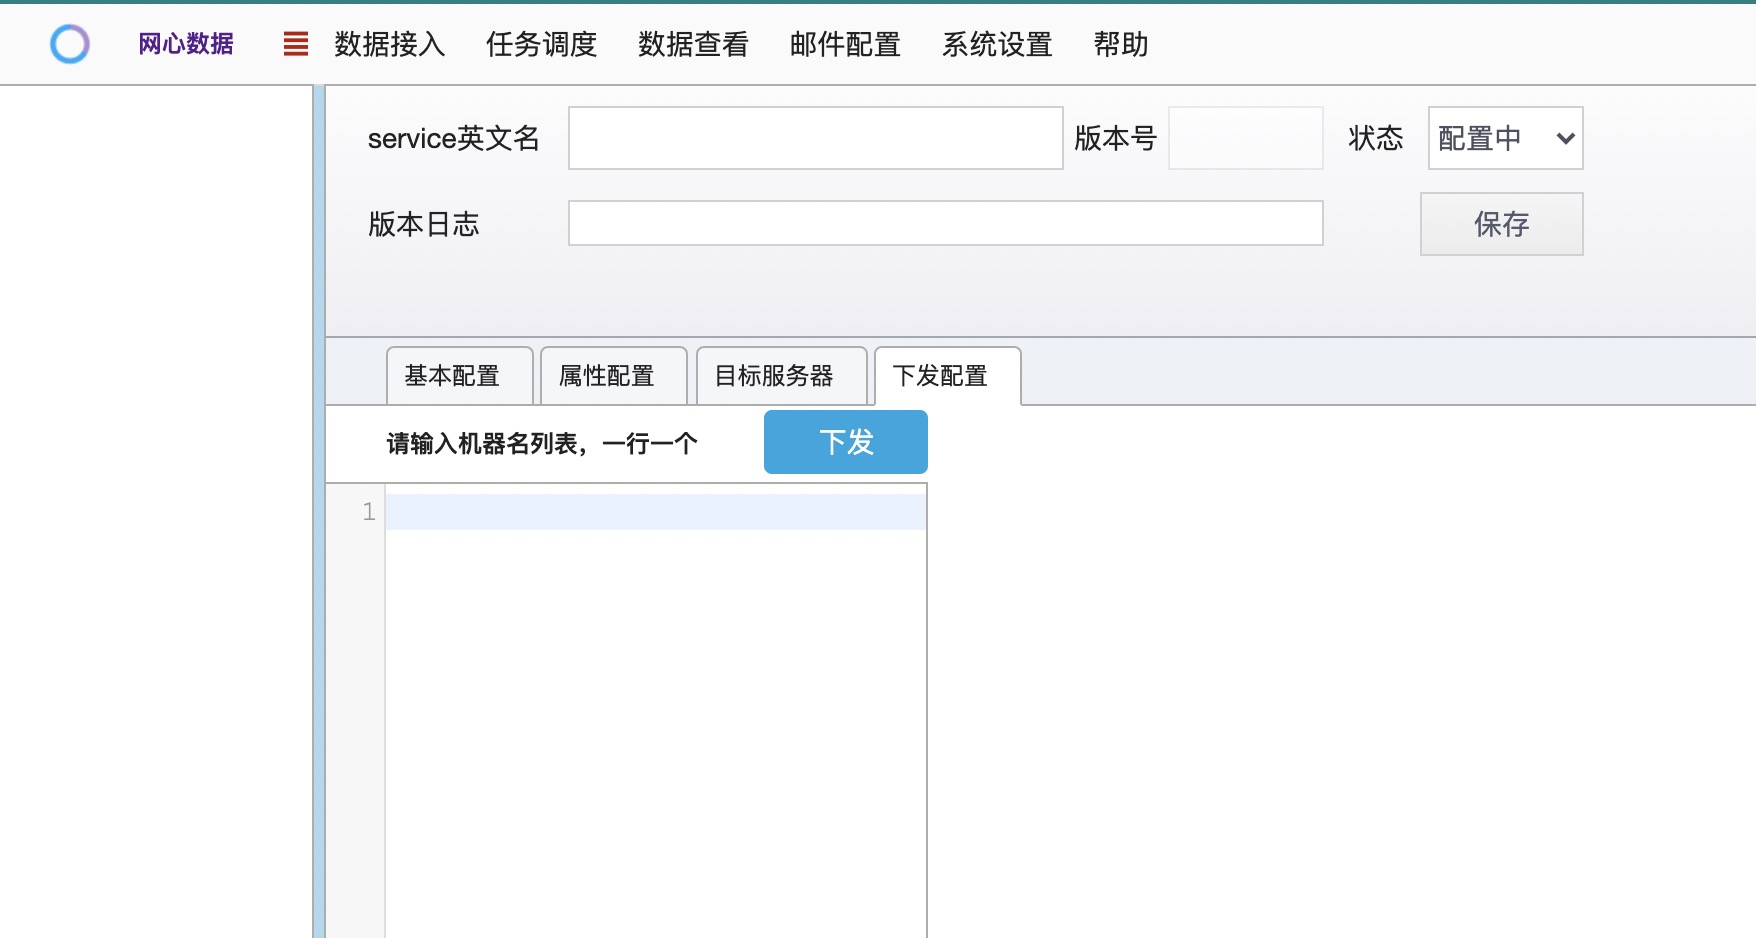 网心数据 数据接入 任务调度 数据查看 邮件配置 系统设置 帮助
service英文名 版本号 状态 配置中
版本日志 保存
基本配置 属性配置 目标服务器 下发配置
请输入机器名列表，一行一个 下发
1